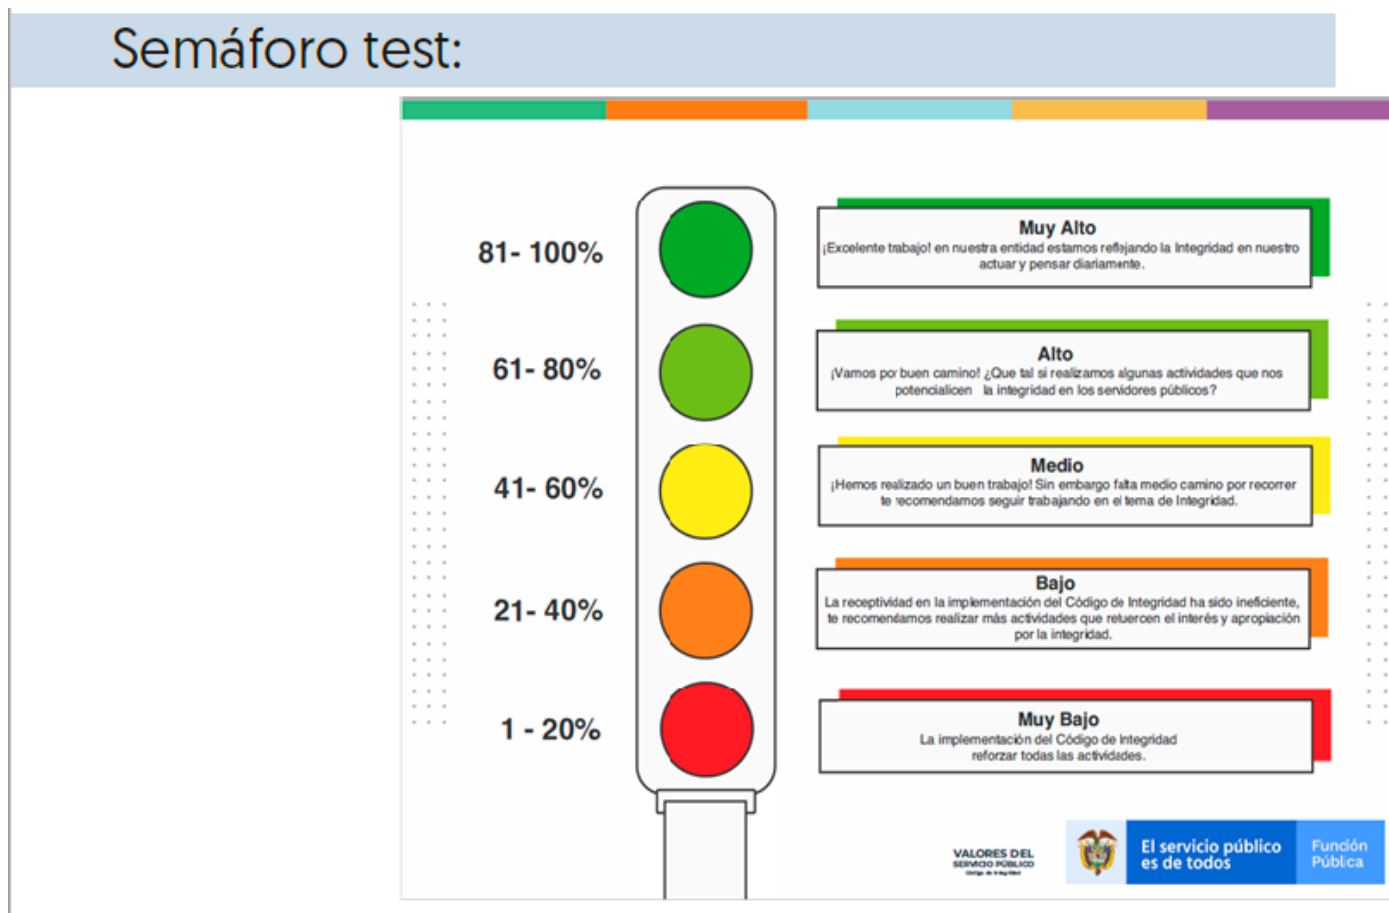 Semáforo test:
81- 100%
Muy Alto
¡Excelente trabajo! en nuestra entidad estamos reflejando la Integridad en nuestro
actuar y pensar diariamente.
61- 80%
Alto
¡Vamos por buen camino! ¿Que tal si realizamos algunas actividades que nos
potencialicen la integridad en los servidores públicos?
41- 60%
Medio
¡Hemos realizado un buen trabajo! Sin embargo falta medio camino por recorrer
te recomendamos seguir trabajando en el tema de Integridad.
21- 40%
Bajo
La receptividad en la implementación del Código de Integridad ha sido ineficiente,
te recomendamos realizar más actividades que refuercen el interés y apropiación
por la integridad.
1 - 20%
Muy Bajo
La implementación del Código de Integridad
reforzar todas las actividades.
VALORES DEL
SERVICIO PÚBLICO
Código de Integridad
El servicio público
es de todos
Función
Pública